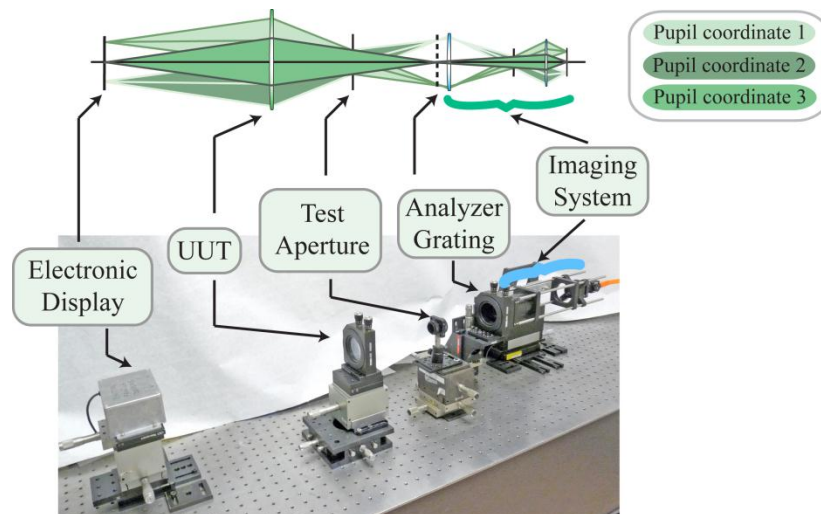 Pupil coordinate 1
Pupil coordinate 2
Pupil coordinate 3
Imaging
System
Analyzer
Grating
Test
Aperture
UUT
Electronic
Display